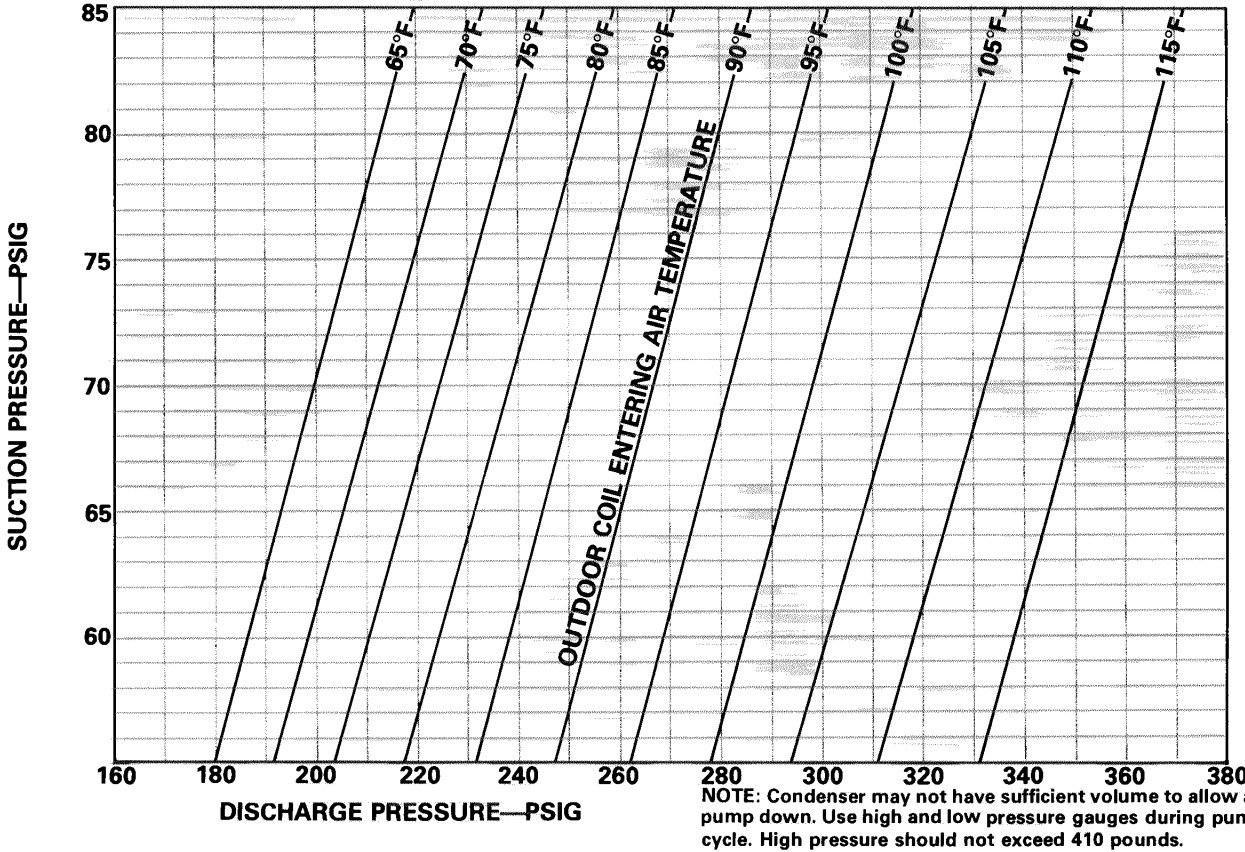 85
65°F
70°F
75°F
80°F
85°F
90°F
95°F
100°F
105°F
110°F
115°F
80
75
70
65
60
SUCTION PRESSURE—PSIG
OUTDOOR COIL ENTERING AIR TEMPERATURE
160 180 200 220 240 260 280 300 320 340 360 380
DISCHARGE PRESSURE—PSIG
NOTE: Condenser may not have sufficient volume to allow
pump down. Use high and low pressure gauges during
cycle. High pressure should not exceed 410 pounds.